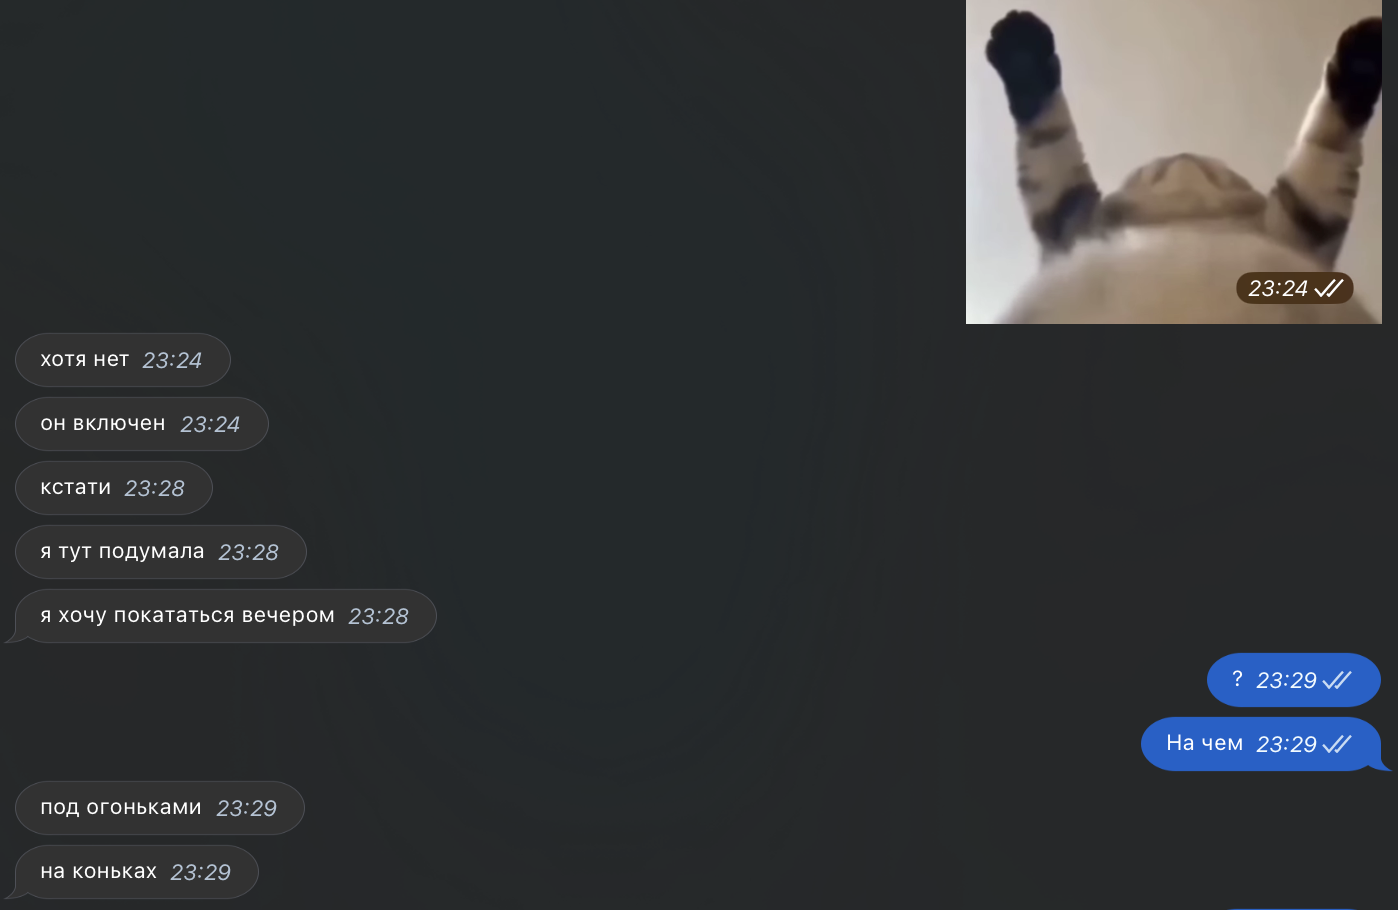 23:24
хотя нет 23:24
он включен 23:24
кстати 23:28
я тут подумала 23:28
я хочу покататься вечером 23:28
? 23:29
На чем 23:29
под огоньками 23:29
на коньках 23:29